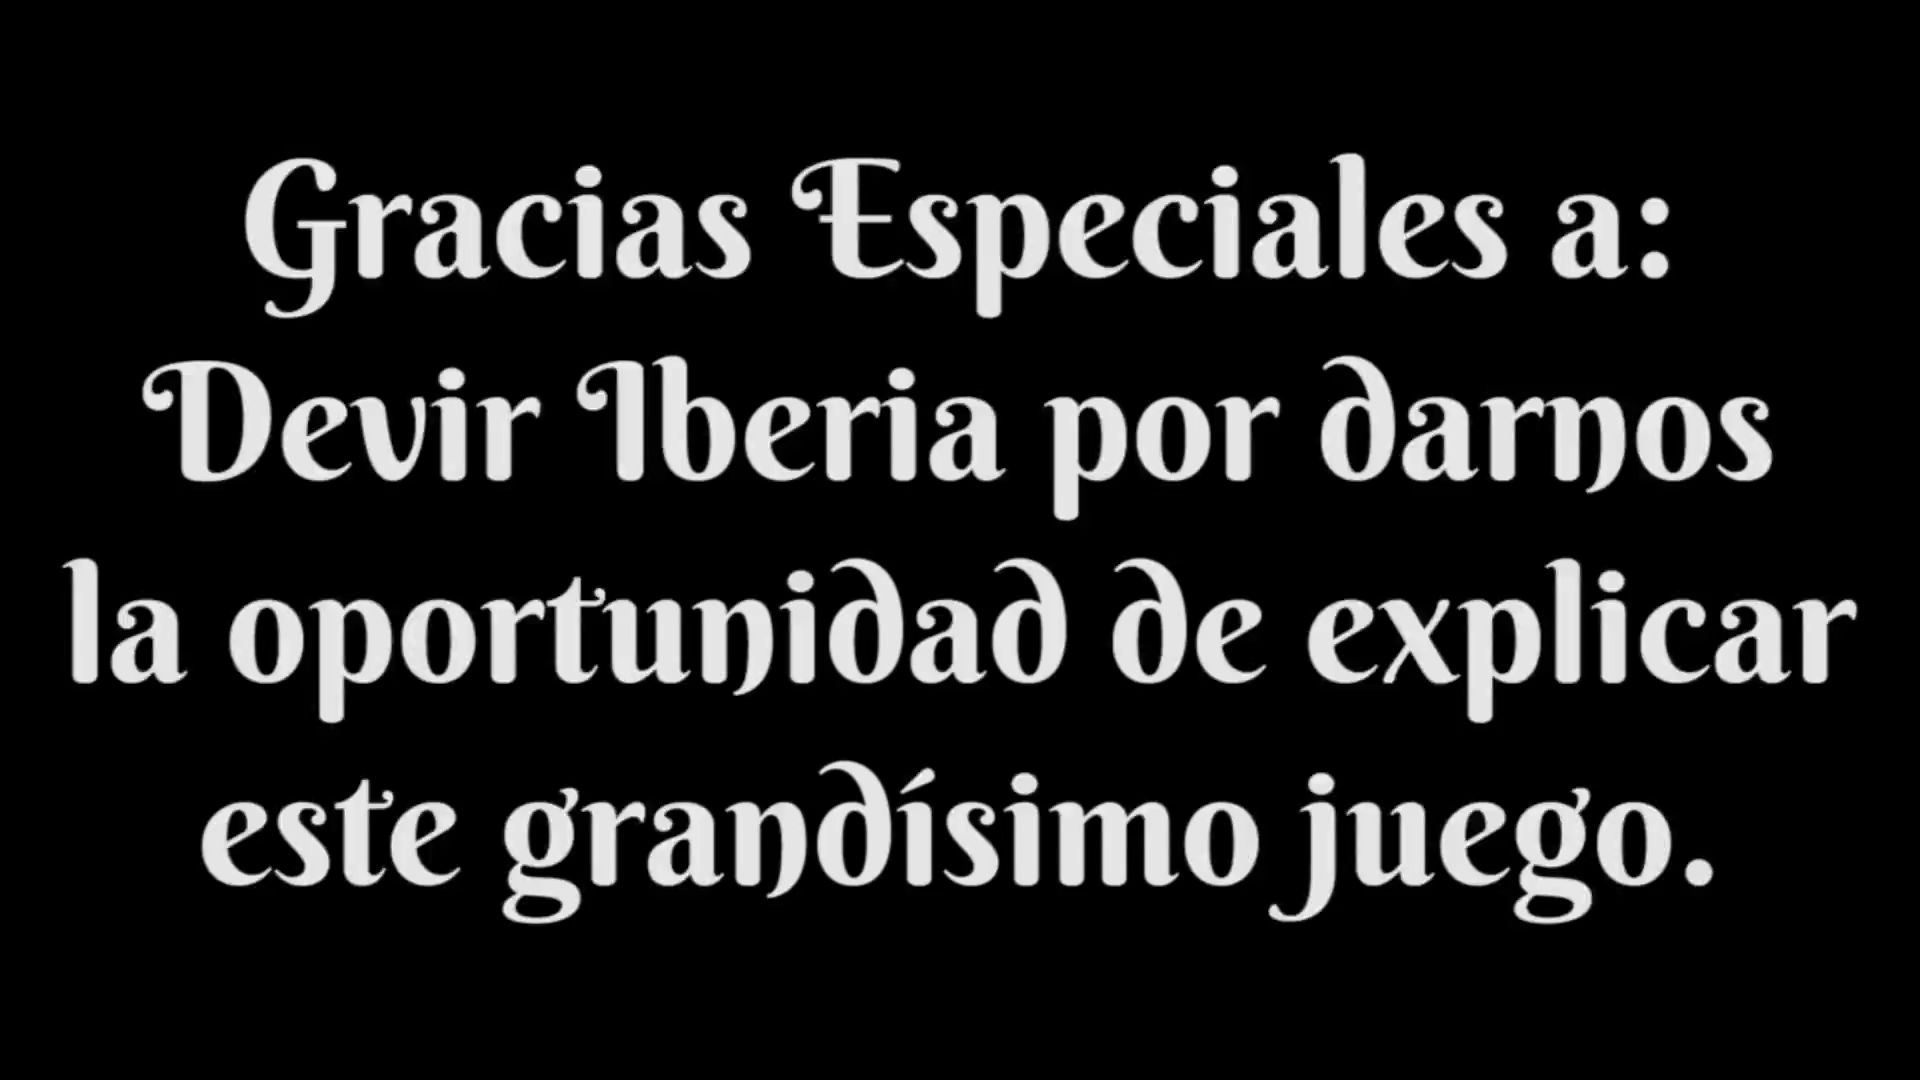 Gracias Especiales a:
Devir Iberia por darnos
la oportunidad de explicar
este grandísimo juego.